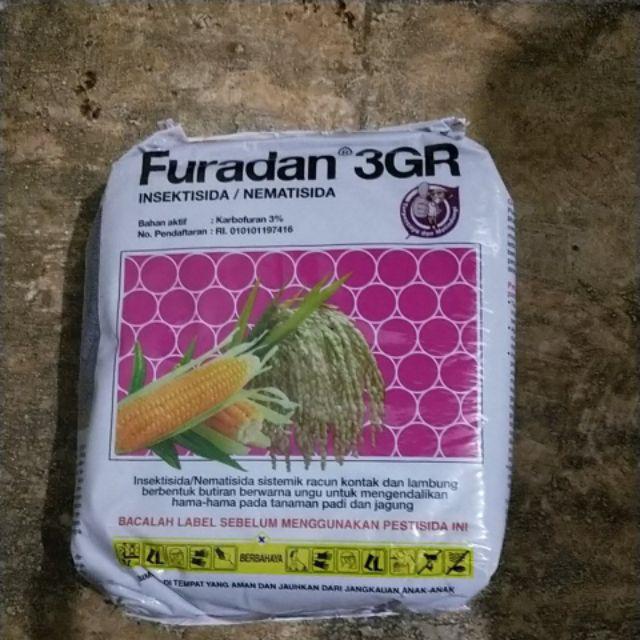 Furadan® 3GR
INSEKTISIDA / NEMATISIDA
Bahan aktif : Karbofuran 3%
No. Pendaftaran : RI. 010101197416
Insektisida/Nematisida sistemik racun kontak dan lambung
berbentuk butiran berwarna ungu untuk mengendalikan
hama-hama pada tanaman padi dan jagung
BACALAH LABEL SEBELUM MENGGUNAKAN PESTISIDA INI
BERBAHAYA
DI TEMPAT YANG AMAN DAN JAUHKAN DARI JANGKAUAN ANAK-ANAK